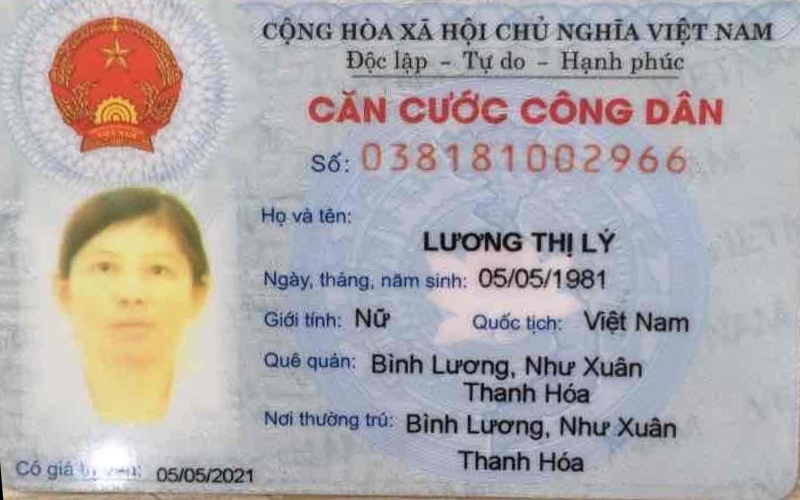 CỘNG HÒA XÃ HỘI CHỦ NGHĨA VIỆT NAM
Độc lập - Tự do - Hạnh phúc
CĂN CƯỚC CÔNG DÂN
Số: 038181002966
Họ và tên:
LƯƠNG THỊ LÝ
Ngày, tháng, năm sinh: 05/05/1981
Giới tính: Nữ Quốc tịch: Việt Nam
Quê quán: Bình Lương, Như Xuân
Thanh Hóa
Nơi thường trú: Bình Lương, Như Xuân
Thanh Hóa
Có giá 05/05/2021